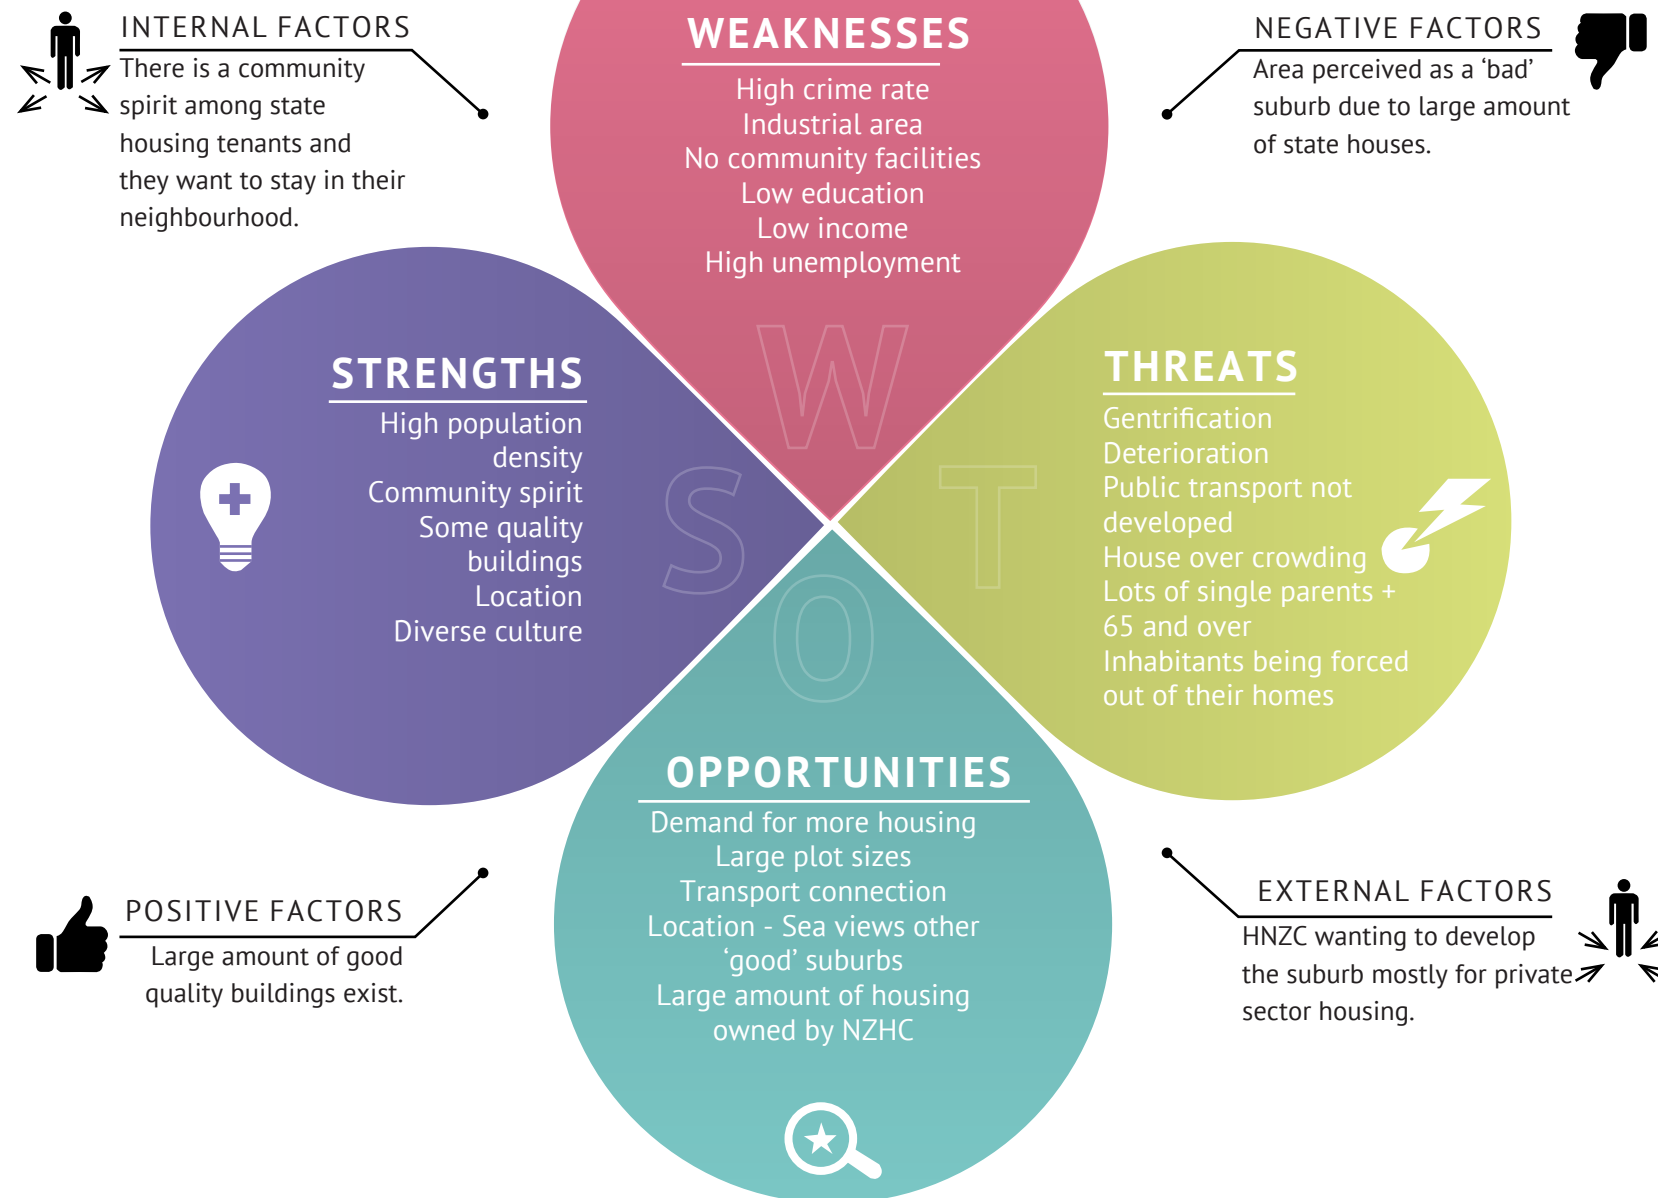 INTERNAL FACTORS
There is a community
spirit among state
housing tenants and
they want to stay in their
neighbourhood.
WEAKNESSES
High crime rate
Industrial area
No community facilities
Low education
Low income
High unemployment
W
NEGATIVE FACTORS
Area perceived as a ‘bad’
suburb due to large amount
of state houses.
STRENGTHS
High population
density
Community spirit
Some quality
buildings
Location
Diverse culture
S
THREATS
Gentrification
Deterioration
Public transport not
developed
House over crowding
Lots of single parents +
65 and over
Inhabitants being forced
out of their homes
T
O
OPPORTUNITIES
Demand for more housing
Large plot sizes
Transport connection
Location - Sea views other
‘good’ suburbs
Large amount of housing
owned by NZHC
POSITIVE FACTORS
Large amount of good
quality buildings exist.
EXTERNAL FACTORS
HNZC wanting to develop
the suburb mostly for private
sector housing.